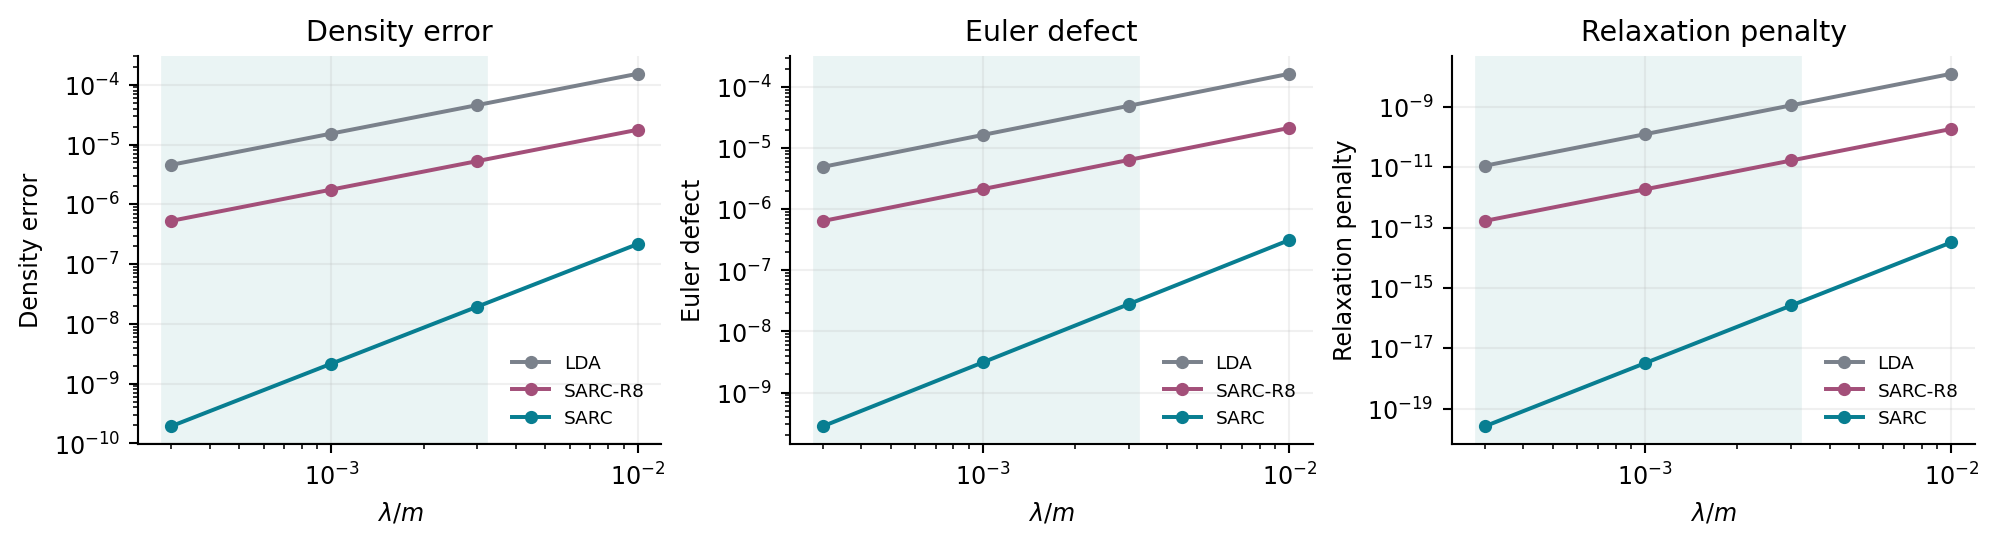 Density error
Density error
10⁻⁴
10⁻⁵
10⁻⁶
10⁻⁷
10⁻⁸
10⁻⁹
10⁻¹⁰
LDA
SARC-R8
SARC
10⁻³ 10⁻²
λ/m
Euler defect
Euler defect
10⁻⁴
10⁻⁵
10⁻⁶
10⁻⁷
10⁻⁸
10⁻⁹
LDA
SARC-R8
SARC
10⁻³ 10⁻²
λ/m
Relaxation penalty
Relaxation penalty
10⁻⁹
10⁻¹¹
10⁻¹³
10⁻¹⁵
10⁻¹⁷
10⁻¹⁹
LDA
SARC-R8
SARC
10⁻³ 10⁻²
λ/m